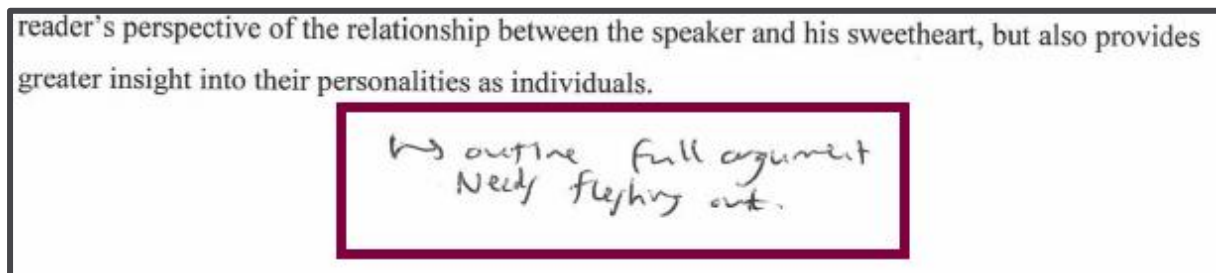 reader's perspective of the relationship between the speaker and his sweetheart, but also provides
greater insight into their personalities as individuals.
↳ outline full argument
Needs fleshing out.